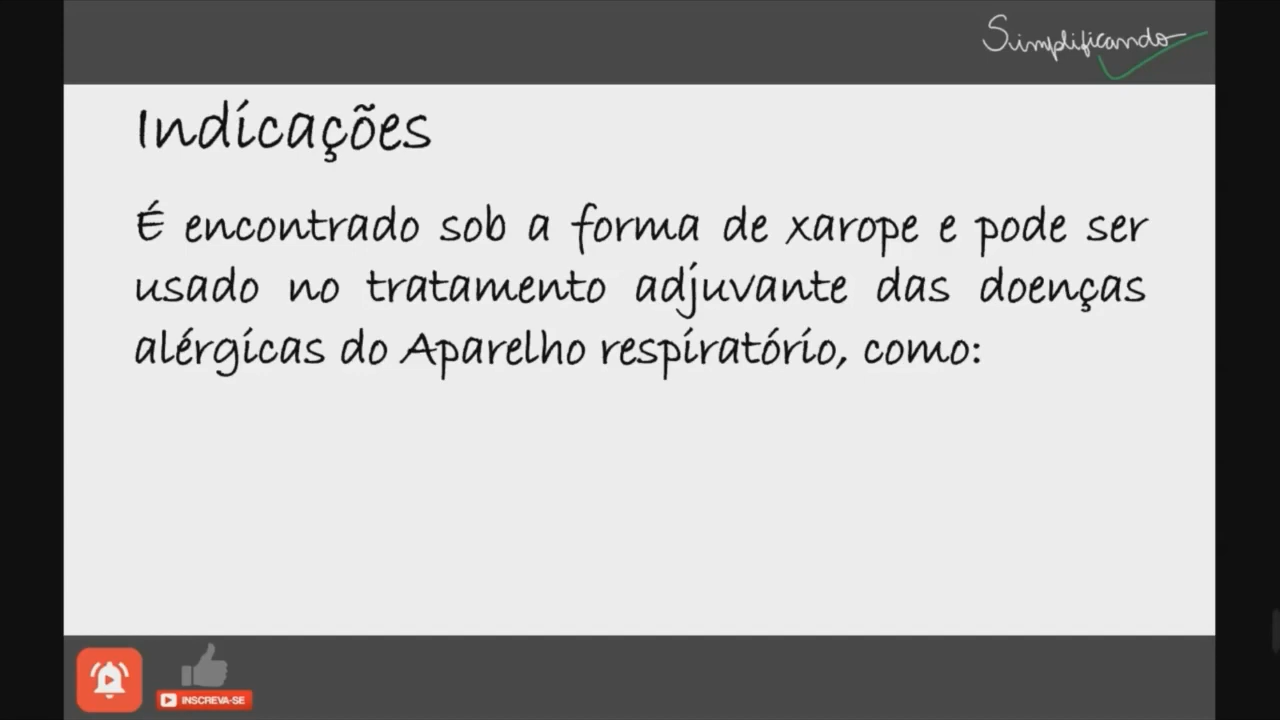 Simplificando
Indicações
É encontrado sob a forma de xarope e pode ser
usado no tratamento adjuvante das doenças
alérgicas do Aparelho respiratório, como:
INSCREVA-SE